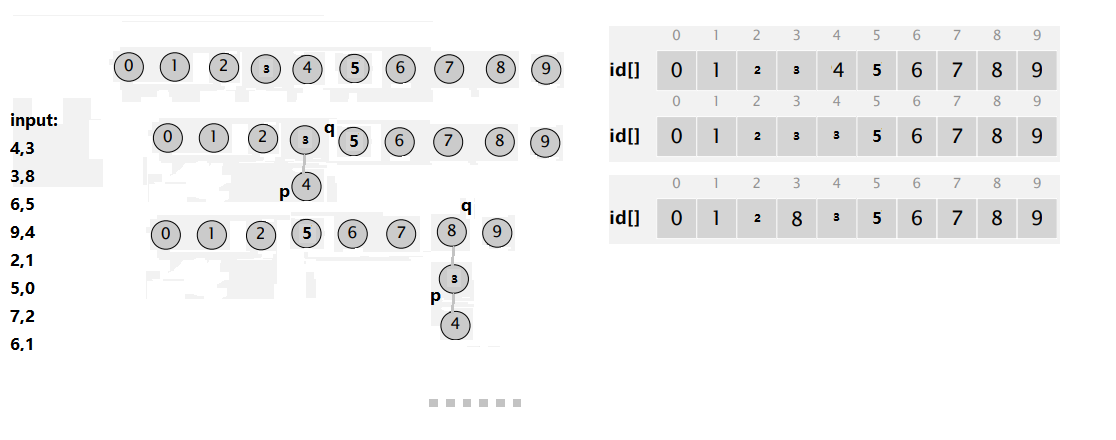 0 1 2 3 4 5 6 7 8 9
0 1 2 3 4 5 6 7 8 9
id[] 0 1 2 3 4 5 6 7 8 9
0 1 2 3 4 5 6 7 8 9
input:
4,3
3,8
6,5
9,4
2,1
5,0
7,2
6,1
0 1 2 3 q 5 6 7 8 9
p 4
id[] 0 1 2 3 3 5 6 7 8 9
0 1 2 3 4 5 6 7 8 9
q
0 1 2 5 6 7 8 9
3
p
4
id[] 0 1 2 8 3 5 6 7 8 9